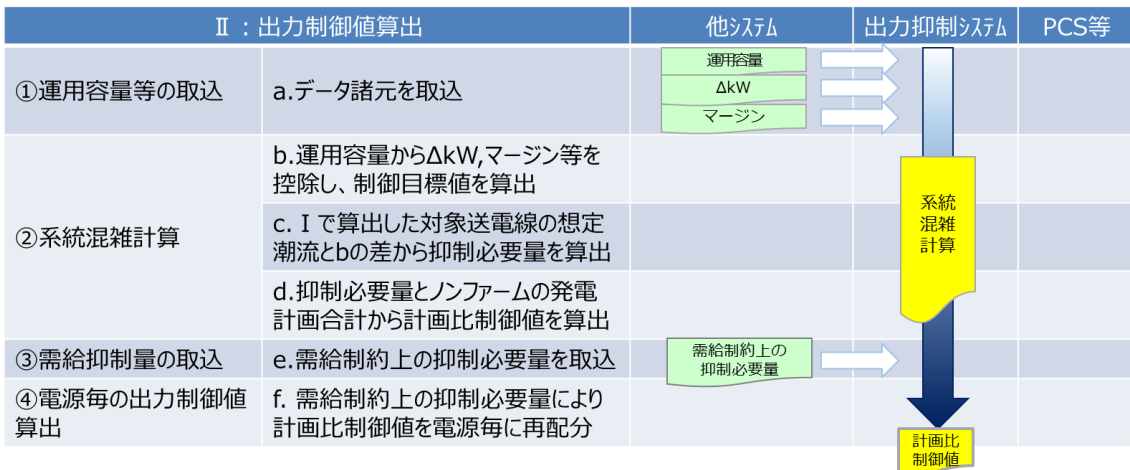 Ⅱ：出力制御値算出
他システム
出力抑制システム
PCS等
①運用容量等の取込
a.データ諸元を取込
運用容量
ΔkW
マージン
②系統混雑計算
b.運用容量からΔkW,マージン等を
控除し、制御目標値を算出
c. Ⅰで算出した対象送電線の想定
潮流とbの差から抑制必要量を算出
d.抑制必要量とノンファームの発電
計画合計から計画比制御値を算出
系統
混雑
計算
③需給抑制量の取込
e.需給制約上の抑制必要量を取込
需給制約上の
抑制必要量
④電源毎の出力制御値
算出
f. 需給制約上の抑制必要量により
計画比制御値を電源毎に再配分
計画比
制御値